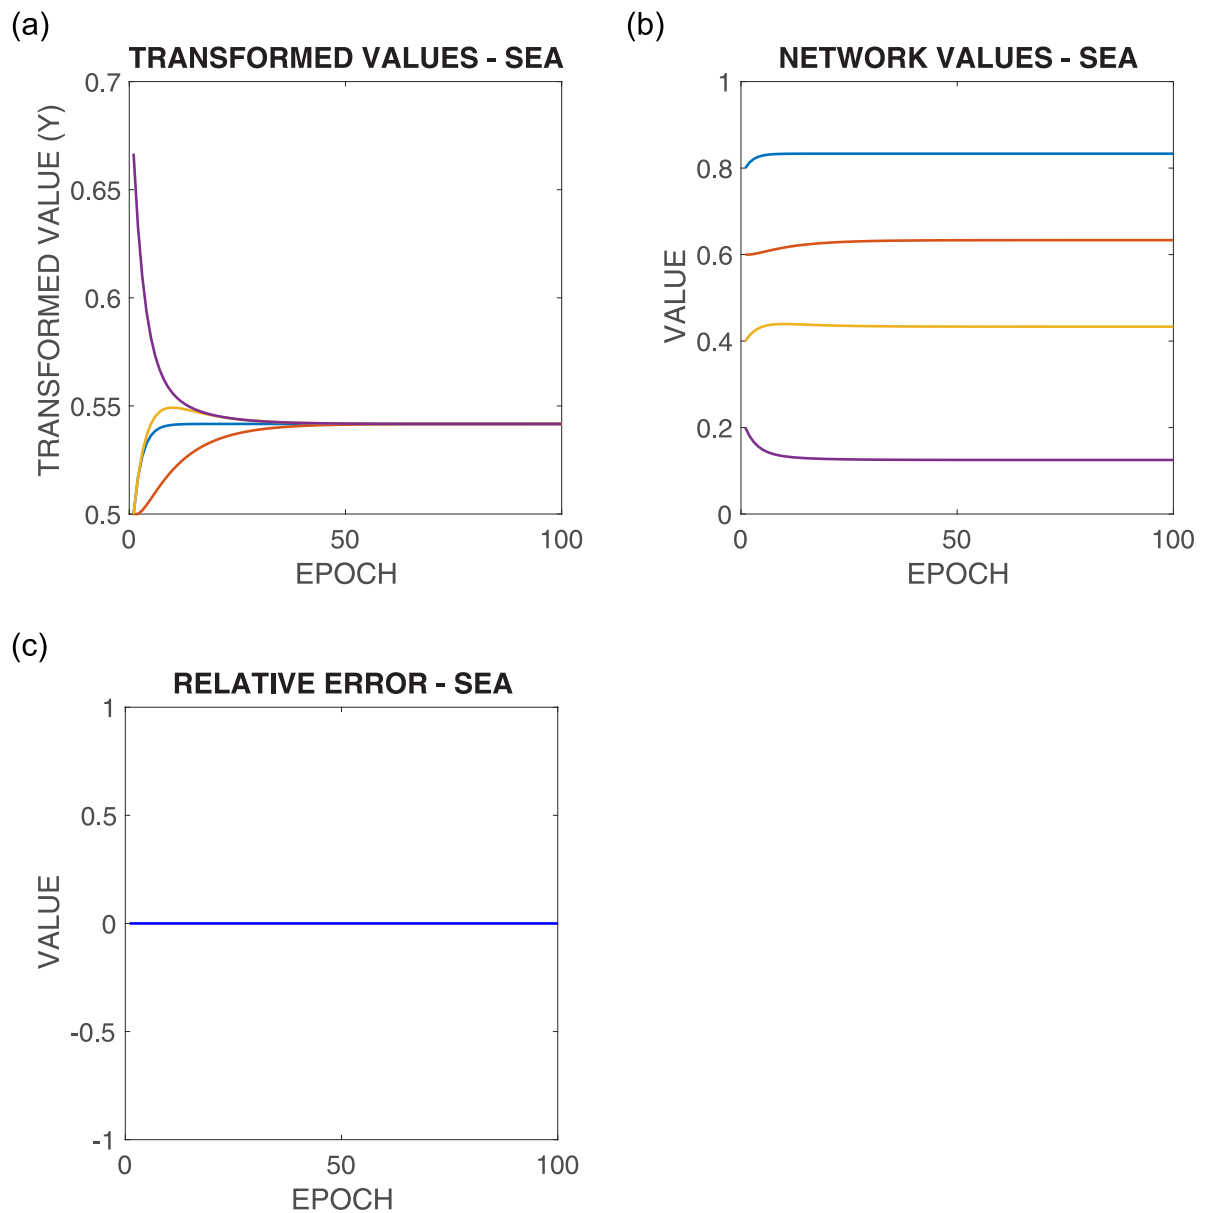 (a)
TRANSFORMED VALUES - SEA
TRANSFORMED VALUE (Y)
0.7
0.65
0.6
0.55
0.5
0
50
100
EPOCH
(b)
NETWORK VALUES - SEA
VALUE
1
0.8
0.6
0.4
0.2
0
0
50
100
EPOCH
(c)
RELATIVE ERROR - SEA
VALUE
1
0.5
0
-0.5
-1
0
50
100
EPOCH